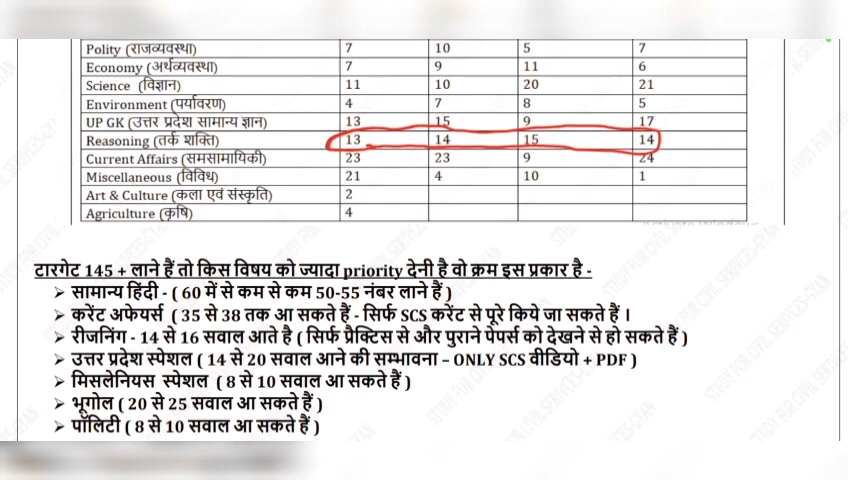 Polity (राजव्यवस्था) 7 10 5 7
Economy (अर्थव्यवस्था) 7 9 11 6
Science (विज्ञान) 11 10 20 21
Environment (पर्यावरण) 4 7 8 5
UP GK (उत्तर प्रदेश सामान्य ज्ञान) 13 15 9 17
Reasoning (तर्क शक्ति) 13 14 15 14
Current Affairs (समसामायिकी) 23 23 9 24
Miscellaneous (विविध) 21 4 10 1
Art & Culture (कला एवं संस्कृति) 2
Agriculture (कृषि) 4
टारगेट 145 + लाने हैं तो किस विषय को ज्यादा priority देनी है वो क्रम इस प्रकार है -
➢ सामान्य हिंदी - ( 60 में से कम से कम 50-55 नंबर लाने हैं )
➢ करेंट अफेयर्स ( 35 से 38 तक आ सकते हैं - सिर्फ SCS करेंट से पूरे किये जा सकते हैं ।
➢ रीजनिंग - 14 से 16 सवाल आते है ( सिर्फ प्रैक्टिस से और पुराने पेपर्स को देखने से हो सकते हैं )
➢ उत्तर प्रदेश स्पेशल ( 14 से 20 सवाल आने की सम्भावना – ONLY SCS वीडियो + PDF )
➢ मिसलेनियस स्पेशल ( 8 से 10 सवाल आ सकते हैं )
➢ भूगोल ( 20 से 25 सवाल आ सकते हैं )
➢ पॉलिटी ( 8 से 10 सवाल आ सकते हैं )